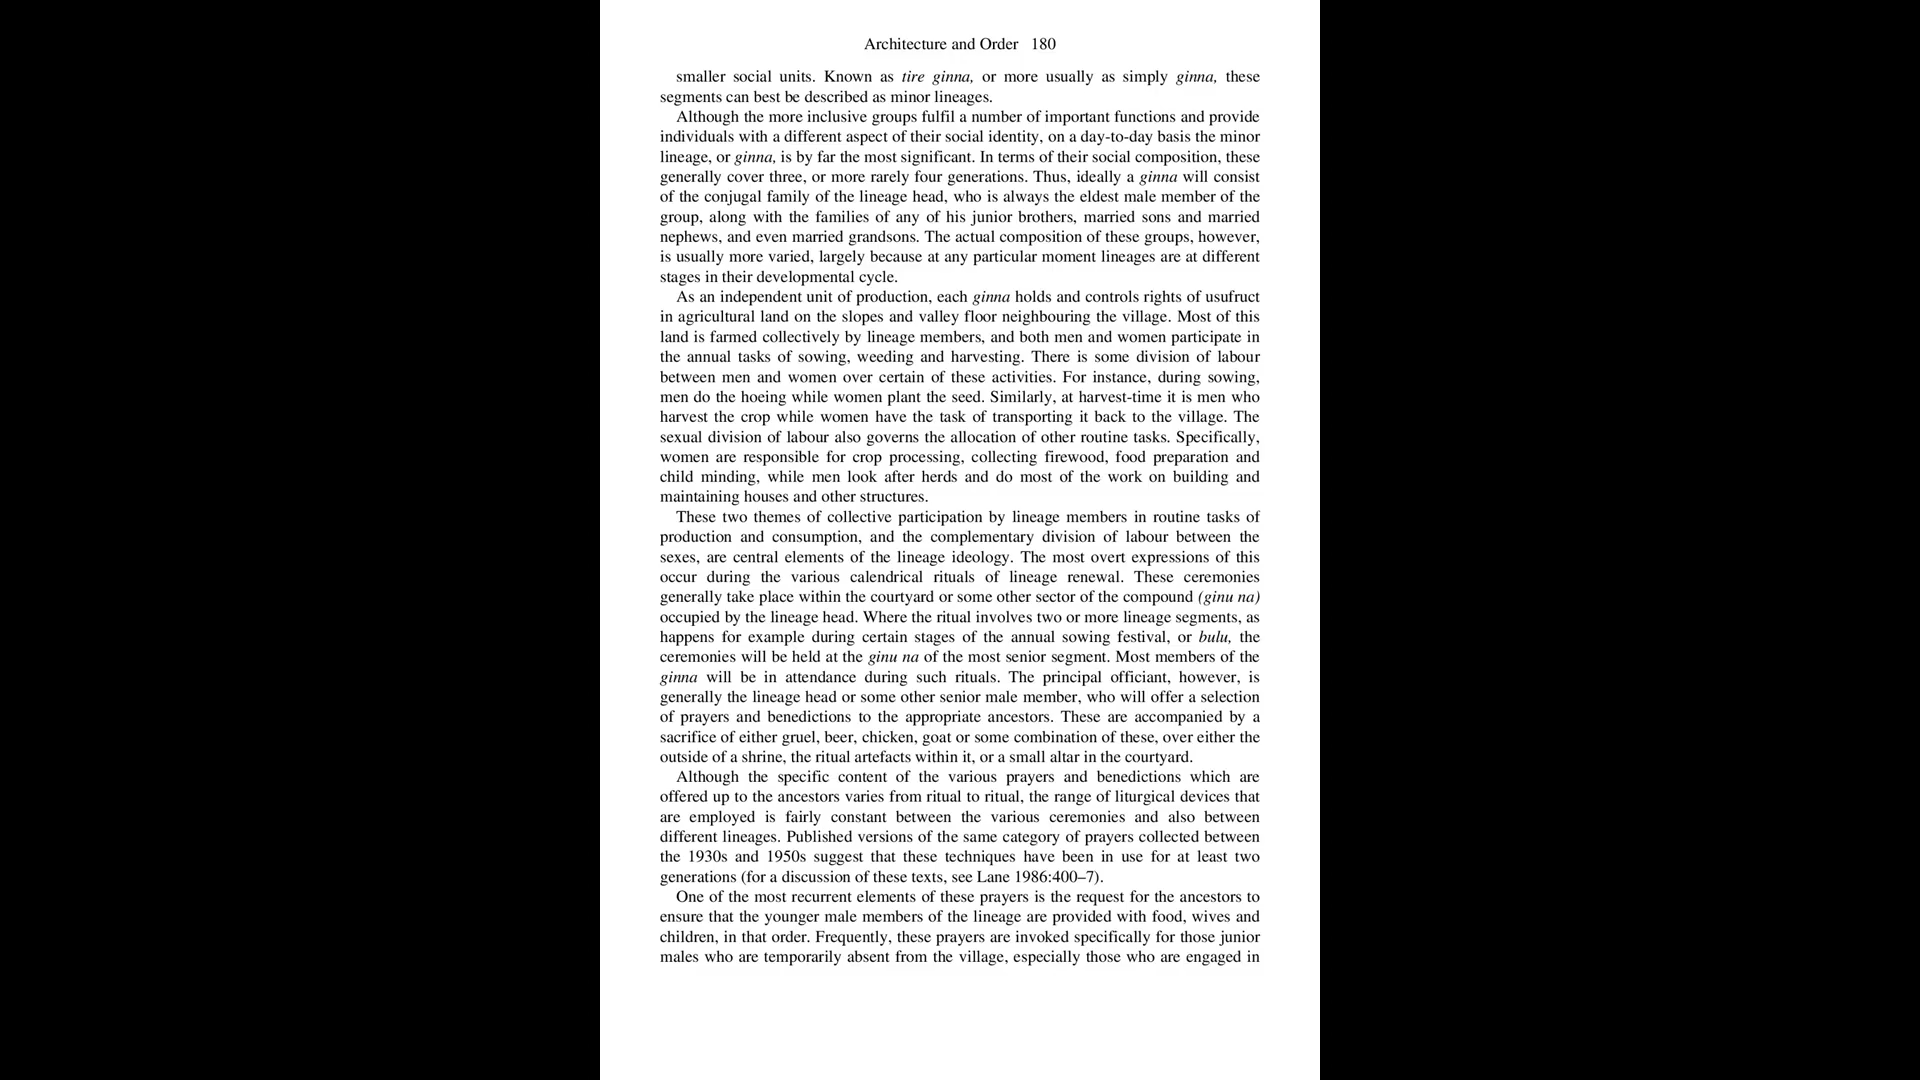 Architecture and Order 180
smaller social units. Known as tire ginna, or more usually as simply ginna, these
segments can best be described as minor lineages.
Although the more inclusive groups fulfil a number of important functions and provide
individuals with a different aspect of their social identity, on a day-to-day basis the minor
lineage, or ginna, is by far the most significant. In terms of their social composition, these
generally cover three, or more rarely four generations. Thus, ideally a ginna will consist
of the conjugal family of the lineage head, who is always the eldest male member of the
group, along with the families of any of his junior brothers, married sons and married
nephews, and even married grandsons. The actual composition of these groups, however,
is usually more varied, largely because at any particular moment lineages are at different
stages in their developmental cycle.
As an independent unit of production, each ginna holds and controls rights of usufruct
in agricultural land on the slopes and valley floor neighbouring the village. Most of this
land is farmed collectively by lineage members, and both men and women participate in
the annual tasks of sowing, weeding and harvesting. There is some division of labour
between men and women over certain of these activities. For instance, during sowing,
men do the hoeing while women plant the seed. Similarly, at harvest-time it is men who
harvest the crop while women have the task of transporting it back to the village. The
sexual division of labour also governs the allocation of other routine tasks. Specifically,
women are responsible for crop processing, collecting firewood, food preparation and
child minding, while men look after herds and do most of the work on building and
maintaining houses and other structures.
These two themes of collective participation by lineage members in routine tasks of
production and consumption, and the complementary division of labour between the
sexes, are central elements of the lineage ideology. The most overt expressions of this
occur during the various calendrical rituals of lineage renewal. These ceremonies
generally take place within the courtyard or some other sector of the compound (ginu na)
occupied by the lineage head. Where the ritual involves two or more lineage segments, as
happens for example during certain stages of the annual sowing festival, or bulu, the
ceremonies will be held at the ginu na of the most senior segment. Most members of the
ginna will be in attendance during such rituals. The principal officiant, however, is
generally the lineage head or some other senior male member, who will offer a selection
of prayers and benedictions to the appropriate ancestors. These are accompanied by a
sacrifice of either gruel, beer, chicken, goat or some combination of these, over either the
outside of a shrine, the ritual artefacts within it, or a small altar in the courtyard.
Although the specific content of the various prayers and benedictions which are
offered up to the ancestors varies from ritual to ritual, the range of liturgical devices that
are employed is fairly constant between the various ceremonies and also between
different lineages. Published versions of the same category of prayers collected between
the 1930s and 1950s suggest that these techniques have been in use for at least two
generations (for a discussion of these texts, see Lane 1986:400–7).
One of the most recurrent elements of these prayers is the request for the ancestors to
ensure that the younger male members of the lineage are provided with food, wives and
children, in that order. Frequently, these prayers are invoked specifically for those junior
males who are temporarily absent from the village, especially those who are engaged in